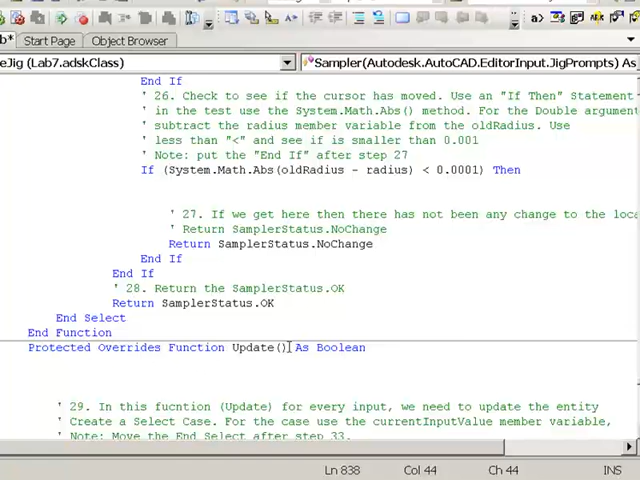 b* Start Page Object Browser
eJig (Lab7.adskClass) Sampler(Autodesk.AutoCAD.EditorInput.JigPrompts) As
End If
' 26. Check to see if the cursor has moved. Use an "If Then" Statement
' in the test use the System.Math.Abs() method. For the Double argument
' subtract the radius member variable from the oldRadius. Use
' less than "<" and see if is smaller than 0.001
' Note: put the "End If" after step 27
If (System.Math.Abs(oldRadius - radius) < 0.0001) Then
' 27. If we get here then there has not been any change to the loca
' Return SamplerStatus.NoChange
Return SamplerStatus.NoChange
End If
End If
' 28. Return the SamplerStatus.OK
Return SamplerStatus.OK
End Select
End Function
Protected Overrides Function Update() As Boolean
' 29. In this fucntion (Update) for every input, we need to update the entity
' Create a Select Case. For the case use the currentInputValue member variable,
' Note: Move the End Select after step 33.
Ln 838 Col 44 Ch 44 INS